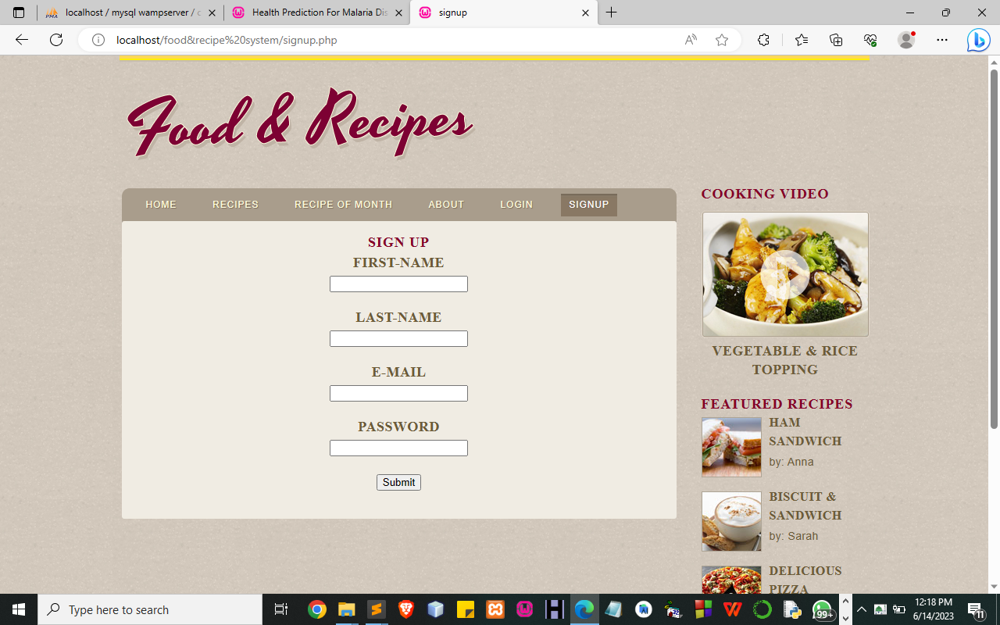 localhost / mysql wampserver /
Health Prediction For Malaria Dis
signup
localhost/food&recipe%20system/signup.php
Food & Recipes
HOME RECIPES RECIPE OF MONTH ABOUT LOGIN SIGNUP
SIGN UP
FIRST-NAME
LAST-NAME
E-MAIL
PASSWORD
Submit
COOKING VIDEO
VEGETABLE & RICE
TOPPING
FEATURED RECIPES
HAM
SANDWICH
by: Anna
BISCUIT &
SANDWICH
by: Sarah
DELICIOUS
PIZZA
Type here to search
99+
12:18 PM
6/14/2023
11